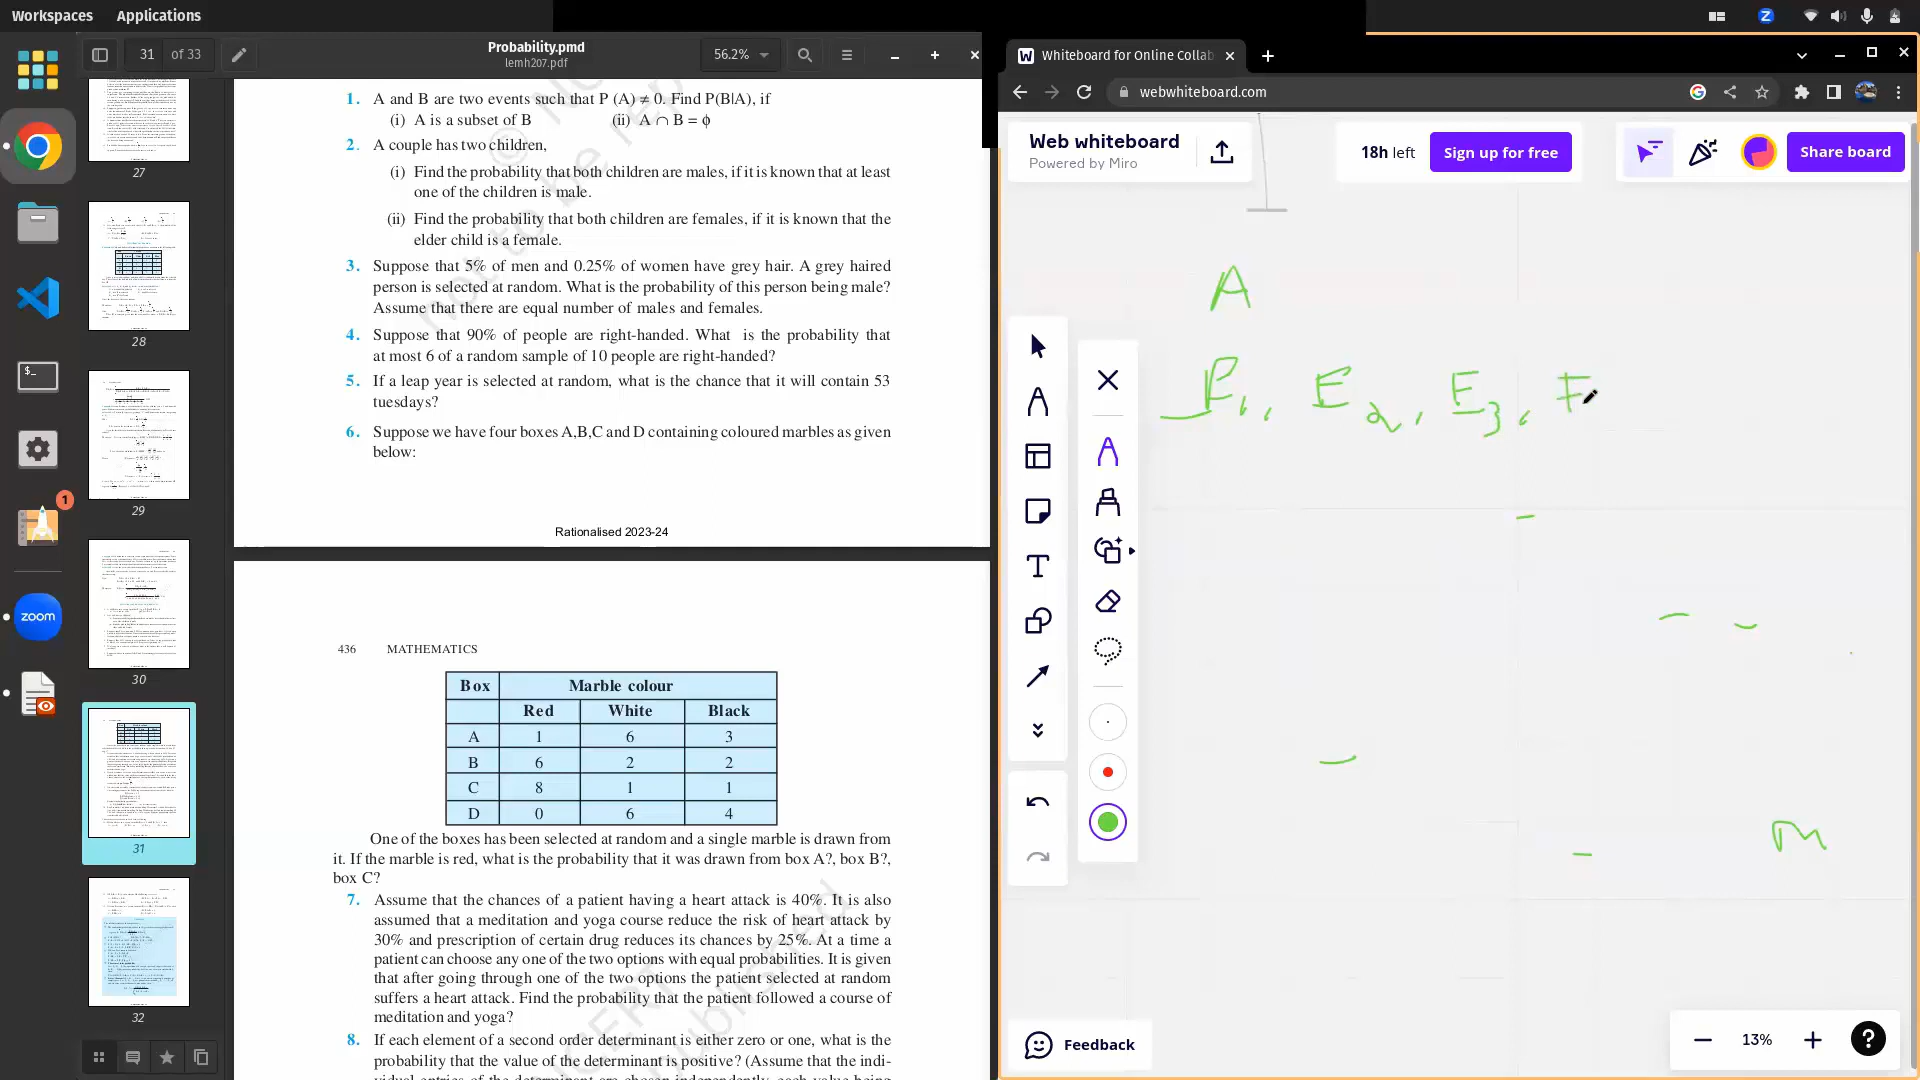 Workspaces Applications
31 of 33
Probability.pmd
lemh207.pdf
56.2%
27
28
29
30
31
32
1
zoom
1. A and B are two events such that P (A) ≠ 0. Find P(B|A), if
(i) A is a subset of B (ii) A ∩ B = ϕ
2. A couple has two children,
(i) Find the probability that both children are males, if it is known that at least
one of the children is male.
(ii) Find the probability that both children are females, if it is known that the
elder child is a female.
3. Suppose that 5% of men and 0.25% of women have grey hair. A grey haired
person is selected at random. What is the probability of this person being male?
Assume that there are equal number of males and females.
4. Suppose that 90% of people are right-handed. What is the probability that
at most 6 of a random sample of 10 people are right-handed?
5. If a leap year is selected at random, what is the chance that it will contain 53
tuesdays?
6. Suppose we have four boxes A,B,C and D containing coloured marbles as given
below:
Rationalised 2023-24
436 MATHEMATICS
Box Marble colour
Red White Black
A 1 6 3
B 6 2 2
C 8 1 1
D 0 6 4
One of the boxes has been selected at random and a single marble is drawn from
it. If the marble is red, what is the probability that it was drawn from box A?, box B?,
box C?
7. Assume that the chances of a patient having a heart attack is 40%. It is also
assumed that a meditation and yoga course reduce the risk of heart attack by
30% and prescription of certain drug reduces its chances by 25%. At a time a
patient can choose any one of the two options with equal probabilities. It is given
that after going through one of the two options the patient selected at random
suffers a heart attack. Find the probability that the patient followed a course of
meditation and yoga?
8. If each element of a second order determinant is either zero or one, what is the
probability that the value of the determinant is positive? (Assume that the indi-
Whiteboard for Online Collab
webwhiteboard.com
Web whiteboard
Powered by Miro
18h left
Sign up for free
Share board
A
E1, E2, E3, E
m
Feedback
13%